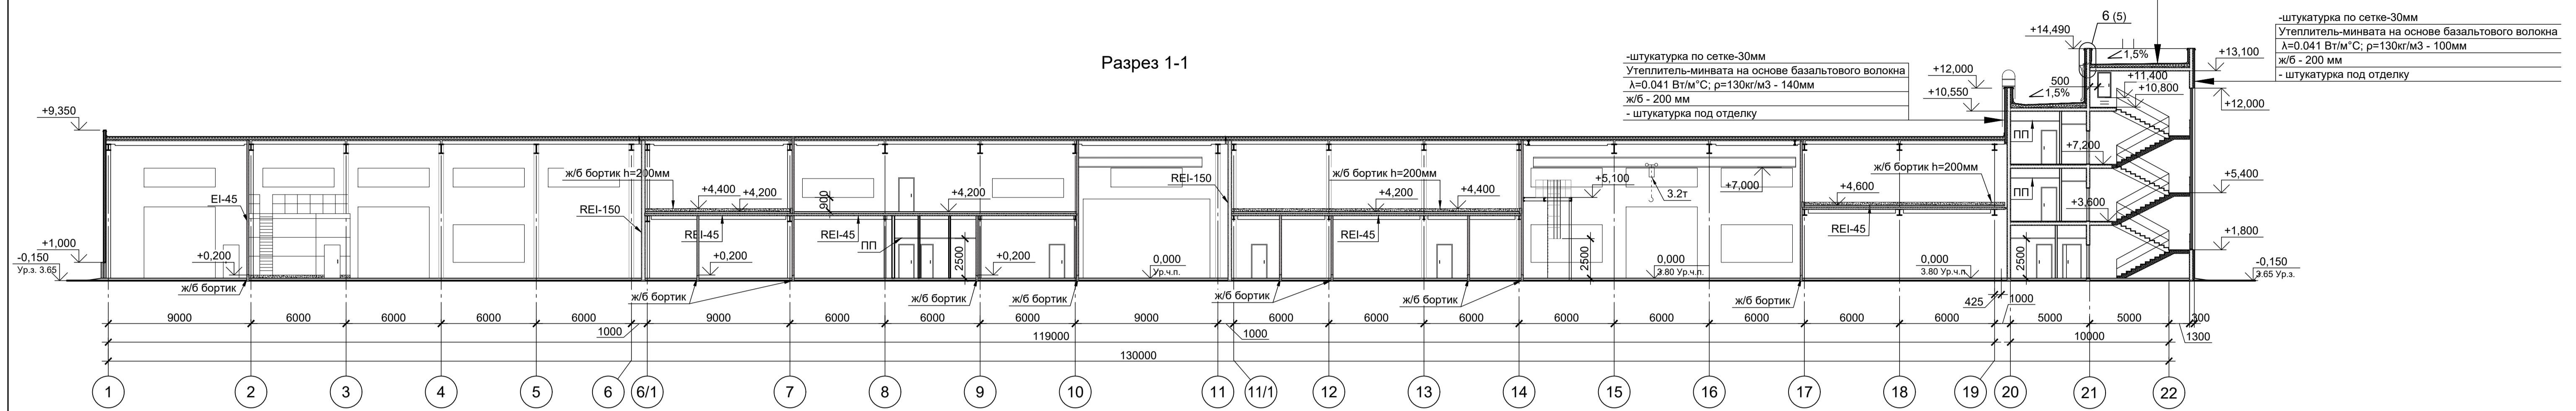 Разрез 1-1
6 (5)
+14,490
1,5%
+13,100
-штукатурка по сетке-30мм
Утеплитель-минвата на основе базальтового волокна
λ=0.041 Вт/м°С; ρ=130кг/м3 - 100мм
ж/б - 200 мм
- штукатурка под отделку
-штукатурка по сетке-30мм
Утеплитель-минвата на основе базальтового волокна
λ=0.041 Вт/м°С; ρ=130кг/м3 - 140мм
ж/б - 200 мм
- штукатурка под отделку
+12,000
+10,550
500
1,5%
+11,400
+10,800
+12,000
+9,350
ПП
+7,200
ПП
+5,400
+3,600
+1,800
2500
-0,150
3.65 Ур.з.
+1,000
-0,150
Ур.з. 3.65
EI-45
+0,200
ж/б бортик
REI-150
ж/б бортик h=200мм
+4,400
+4,200
900
+4,200
REI-45
REI-45
ПП
2500
+0,200
+0,200
0,000
Ур.ч.п.
REI-150
ж/б бортик h=200мм
+4,200
+4,400
REI-45
+5,100
3.2т
+7,000
2500
0,000
3.80 Ур.ч.п.
ж/б бортик h=200мм
+4,600
REI-45
0,000
3.80 Ур.ч.п.
ж/б бортик
ж/б бортик
ж/б бортик
ж/б бортик
ж/б бортик
ж/б бортик
425
1000
9000
6000
6000
6000
6000
1000
9000
6000
6000
6000
9000
1000
6000
6000
6000
6000
6000
6000
6000
6000
5000
5000
300
1300
119000
10000
130000
1
2
3
4
5
6
6/1
7
8
9
10
11
11/1
12
13
14
15
16
17
18
19
20
21
22